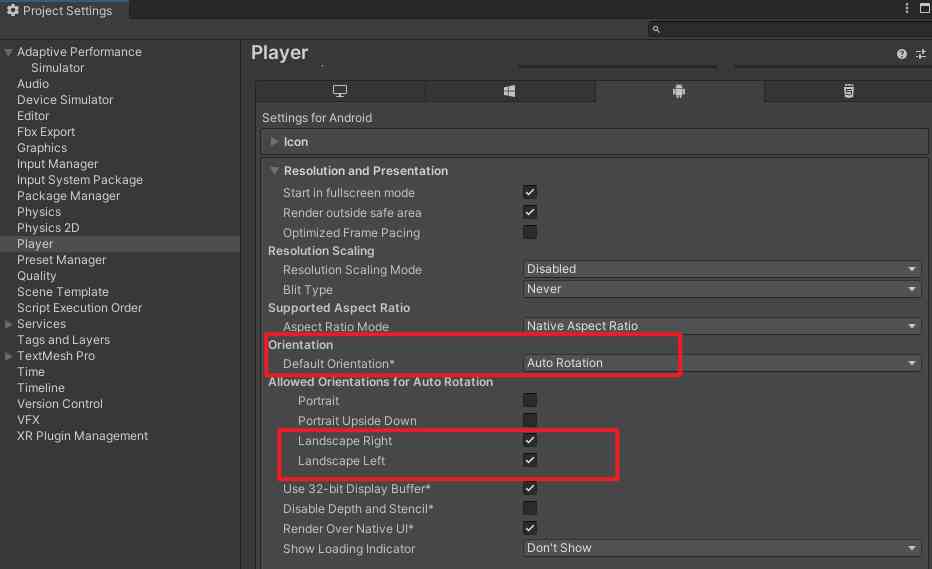 Project Settings
Adaptive Performance
Simulator
Audio
Device Simulator
Editor
Fbx Export
Graphics
Input Manager
Input System Package
Package Manager
Physics
Physics 2D
Player
Preset Manager
Quality
Scene Template
Script Execution Order
Services
Tags and Layers
TextMesh Pro
Time
Timeline
Version Control
VFX
XR Plugin Management
Player
Settings for Android
Icon
Resolution and Presentation
Start in fullscreen mode
Render outside safe area
Optimized Frame Pacing
Resolution Scaling
Resolution Scaling Mode Disabled
Blit Type Never
Supported Aspect Ratio
Aspect Ratio Mode Native Aspect Ratio
Orientation
Default Orientation* Auto Rotation
Allowed Orientations for Auto Rotation
Portrait
Portrait Upside Down
Landscape Right
Landscape Left
Use 32-bit Display Buffer*
Disable Depth and Stencil*
Render Over Native UI*
Show Loading Indicator Don't Show